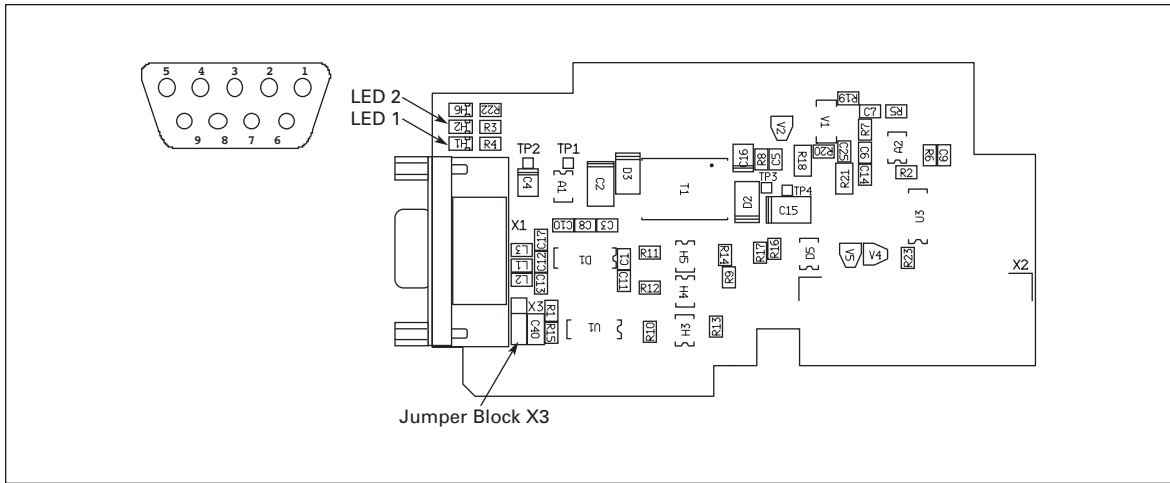 5 4 3 2 1
9 8 7 6
LED 2
LED 1
H6 R22
H2 R3
H1 R4
TP2 TP1
C4
A1
C2
D3
T1
C16
R8
C5
R18
V2
V1
R19
C7
R5
R7
R20
C25
C6
A2
R6
C9
R21
C14
R2
TP3
TP4
D2
C15
U3
X1
C10 C8 C3
C17
L3
L1
C12
L2
C13
D1
C1
C11
R11
R12
H5
H4
R14
R9
R17
R16
D5
V5
V4
R23
X2
X3
R1
C40
R15
U1
R10
H3
R13
Jumper Block X3